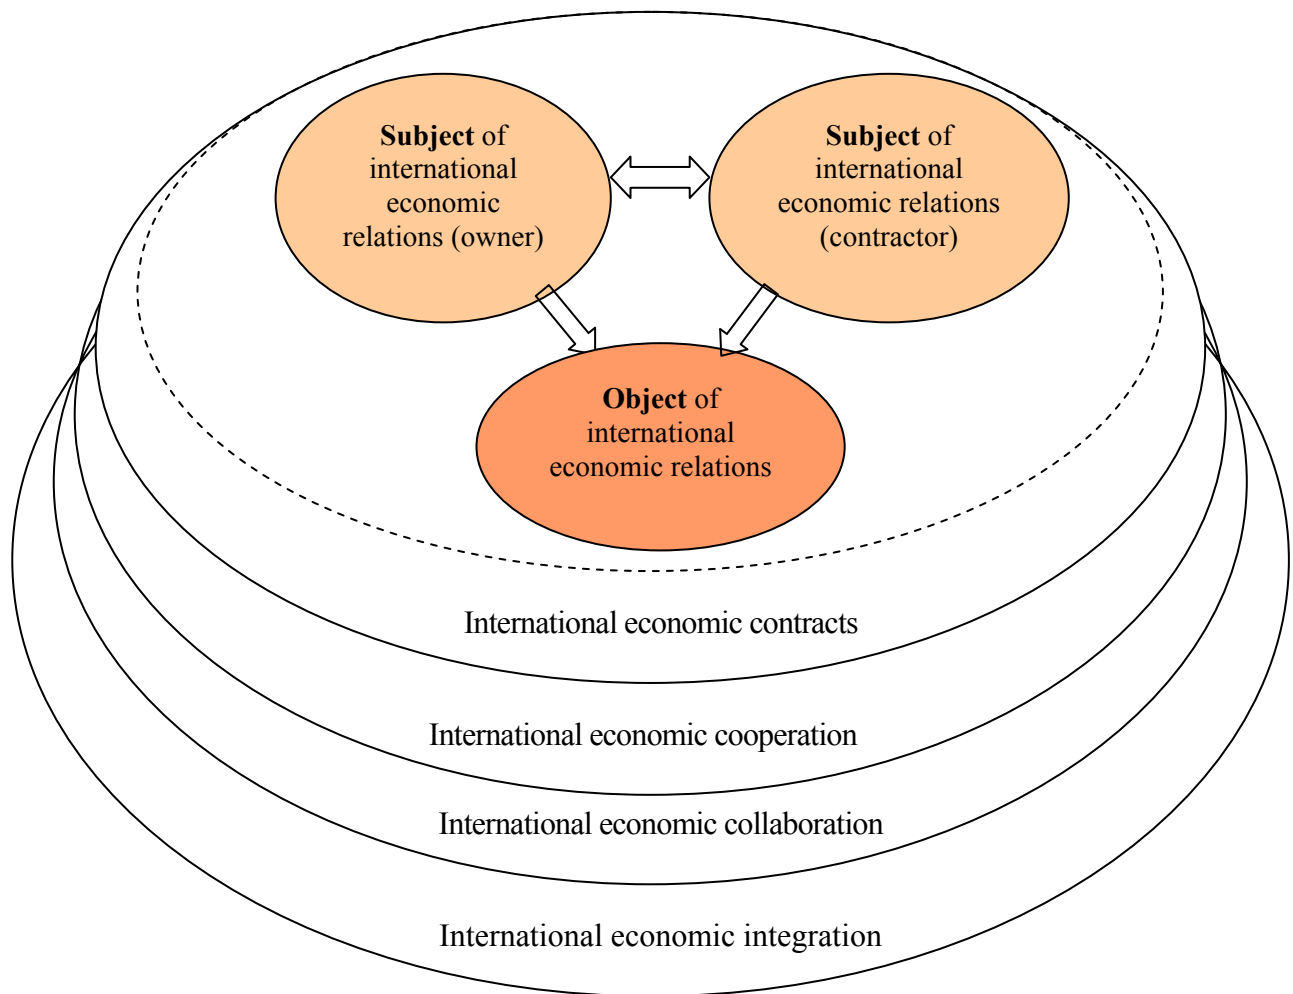 Subject of
international
economic
relations (owner)
Subject of
international
economic relations
(contractor)
Object of
international
economic relations
International economic contracts
International economic cooperation
International economic collaboration
International economic integration